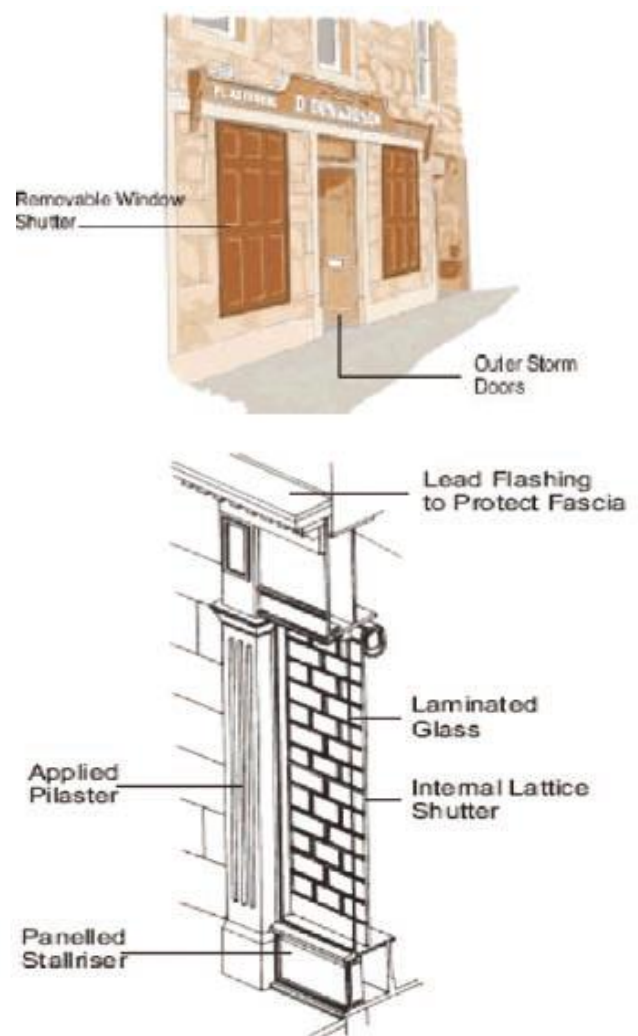 Removable Window
Shutter
Outer Storm
Doors
Lead Flashing
to Protect Fascia
Laminated
Glass
Applied
Pilaster
Internal Lattice
Shutter
Panelled
Stallriser